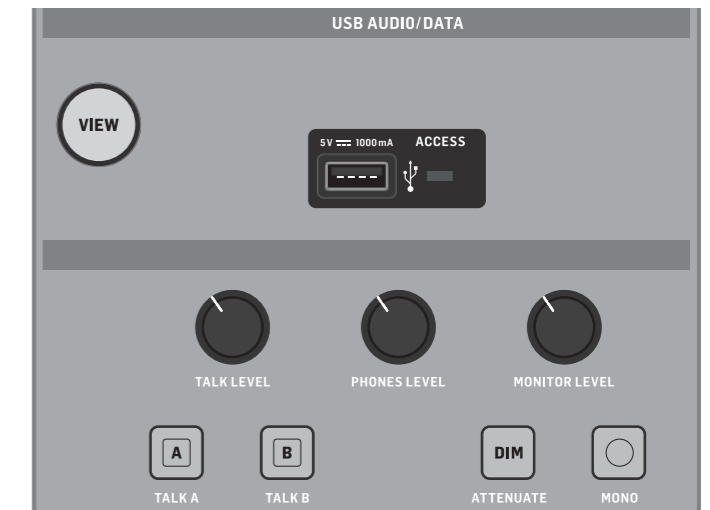 USB AUDIO/DATA
VIEW
5V 1000mA ACCESS
TALK LEVEL PHONES LEVEL MONITOR LEVEL
A B DIM
TALK A TALK B ATTENUATE MONO